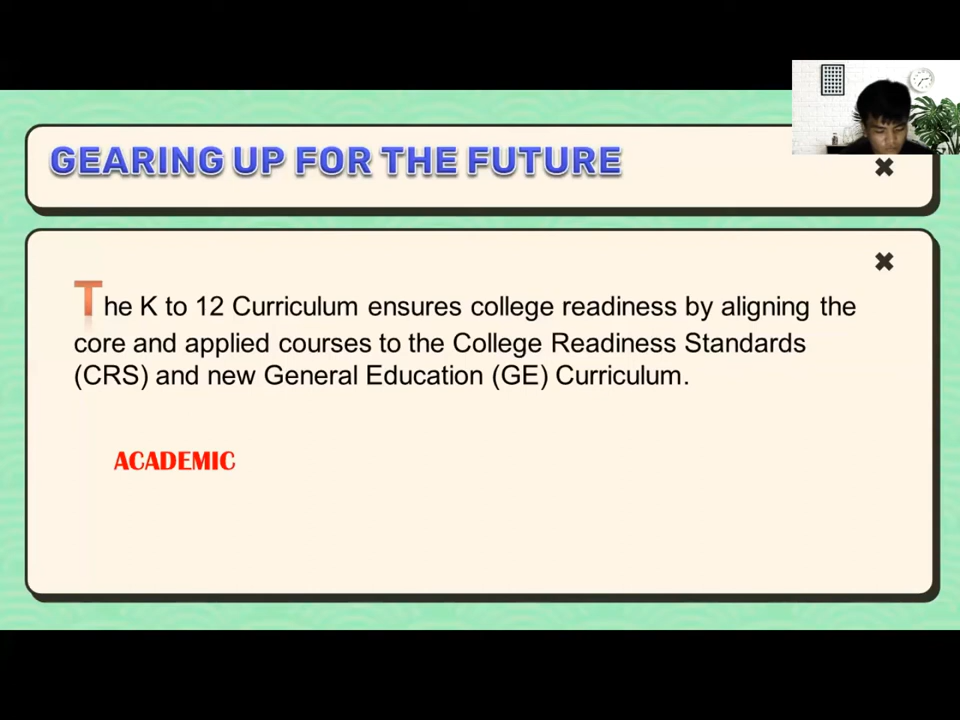 GEARING UP FOR THE FUTURE
The K to 12 Curriculum ensures college readiness by aligning the
core and applied courses to the College Readiness Standards
(CRS) and new General Education (GE) Curriculum.
ACADEMIC